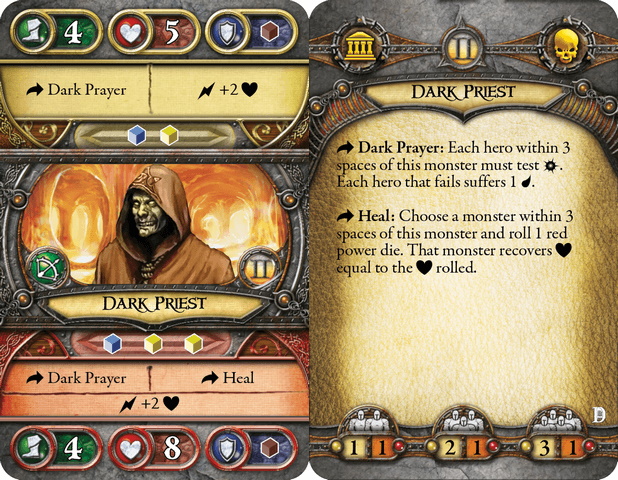 4 5
Dark Prayer +2
II
DARK PRIEST
Dark Prayer Heal
+2
4 8
II
DARK PRIEST
Dark Prayer: Each hero within 3
spaces of this monster must test .
Each hero that fails suffers 1 .
Heal: Choose a monster within 3
spaces of this monster and roll 1 red
power die. That monster recovers
equal to the rolled.
D
1 1 2 1 3 1